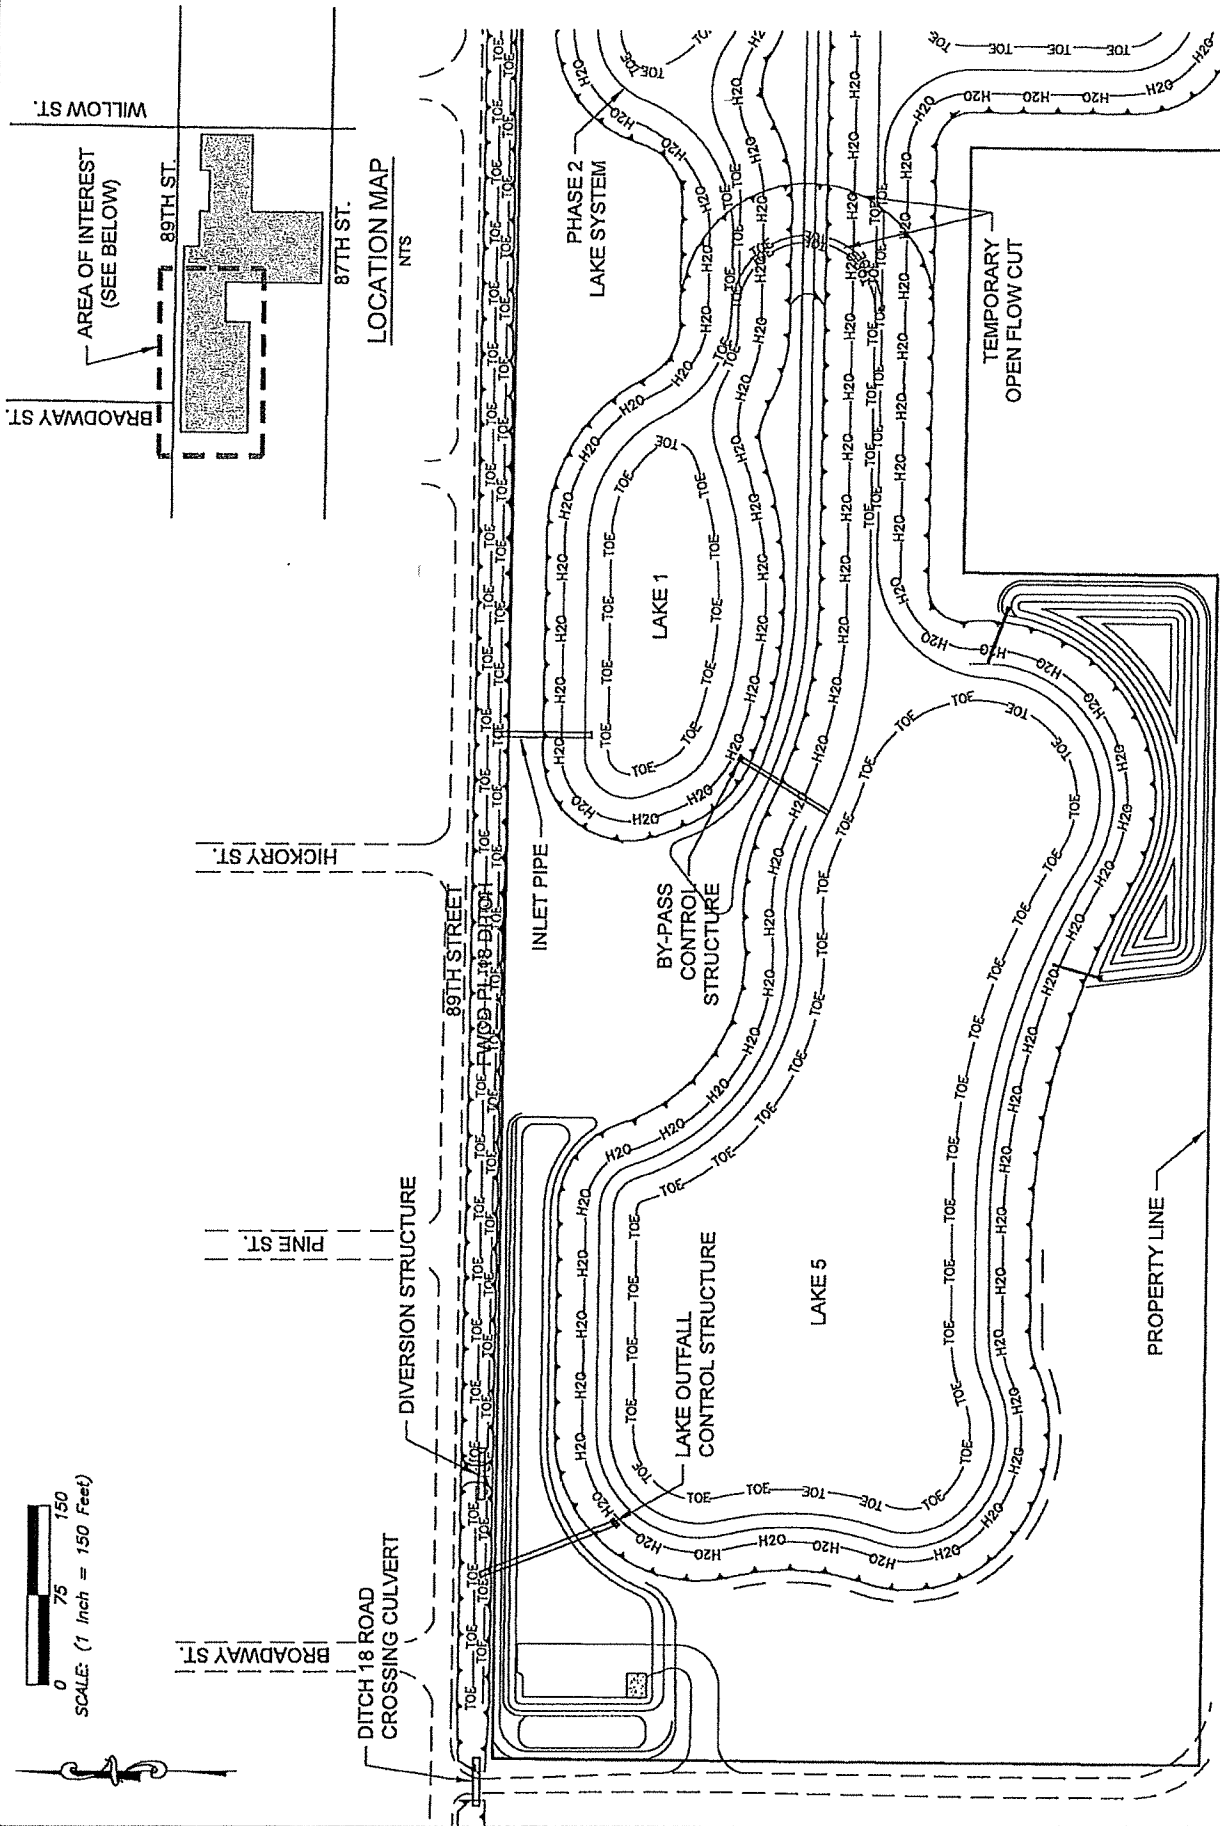 0 75 150
SCALE: (1 Inch = 150 Feet)
BRAODWAY ST.
WILLOW ST.
AREA OF INTEREST
(SEE BELOW)
89TH ST.
87TH ST.
LOCATION MAP
NTS
BROADWAY ST.
PINE ST.
HICKORY ST.
DITCH 18 ROAD
CROSSING CULVERT
DIVERSION STRUCTURE
89TH STREET
INLET PIPE
PHASE 2
LAKE SYSTEM
LAKE 1
BY-PASS
CONTROL
STRUCTURE
LAKE OUTFALL
CONTROL STRUCTURE
LAKE 5
TEMPORARY
OPEN FLOW CUT
PROPERTY LINE
TOE
H2O